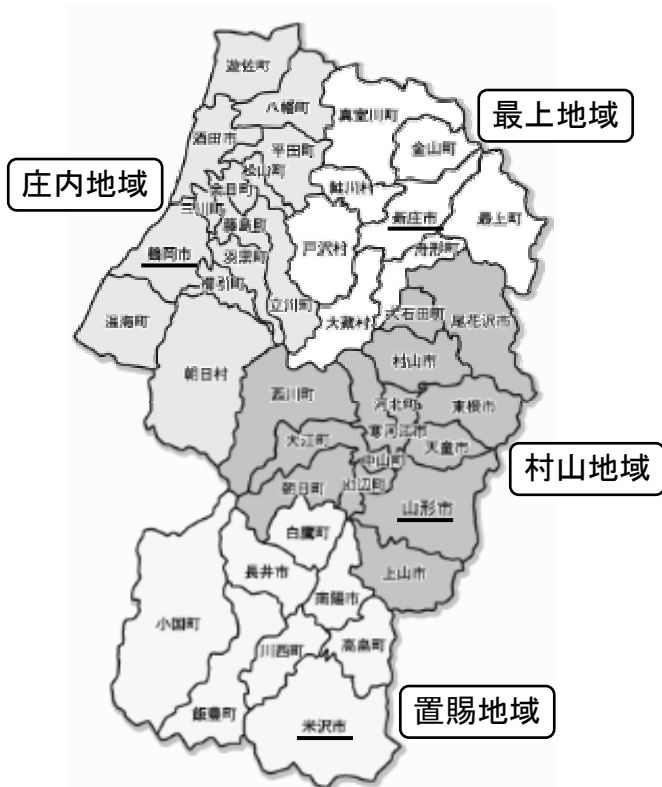 遊佐町
八幡町
真室川町
最上地域
酒田市
平田町
金山町
松山町
庄内地域
余目町
鮭川村
三川町
藤島町
新庄市
最上町
鶴岡市
羽黒町
戸沢村
舟形町
櫛引町
立川町
大蔵村
大石田町
尾花沢市
温海町
朝日村
村山市
西川町
河北町
東根市
大江町
寒河江市
天童市
中山町
村山地域
朝日町
山辺町
山形市
白鷹町
長井市
上山市
南陽市
小国町
川西町
高畠町
飯豊町
置賜地域
米沢市